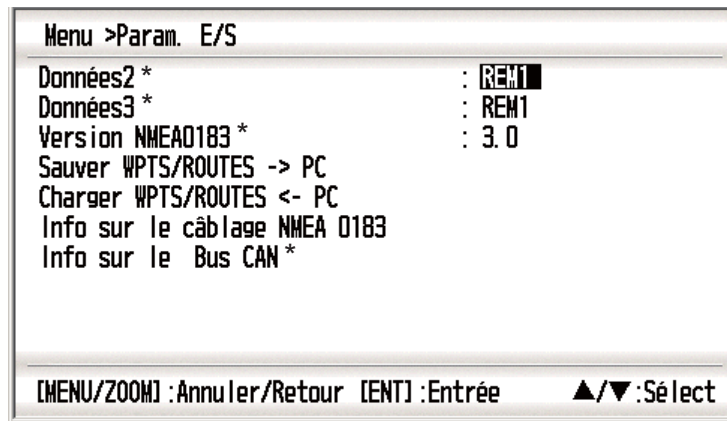 Menu >Param. E/S
Données2 * : REM1
Données3 * : REM1
Version NMEA0183 * : 3.0
Sauver WPTS/ROUTES -> PC
Charger WPTS/ROUTES <- PC
Info sur le câblage NMEA 0183
Info sur le Bus CAN *
[MENU/ZOOM] :Annuler/Retour [ENT] :Entrée ▲/▼:Sélect